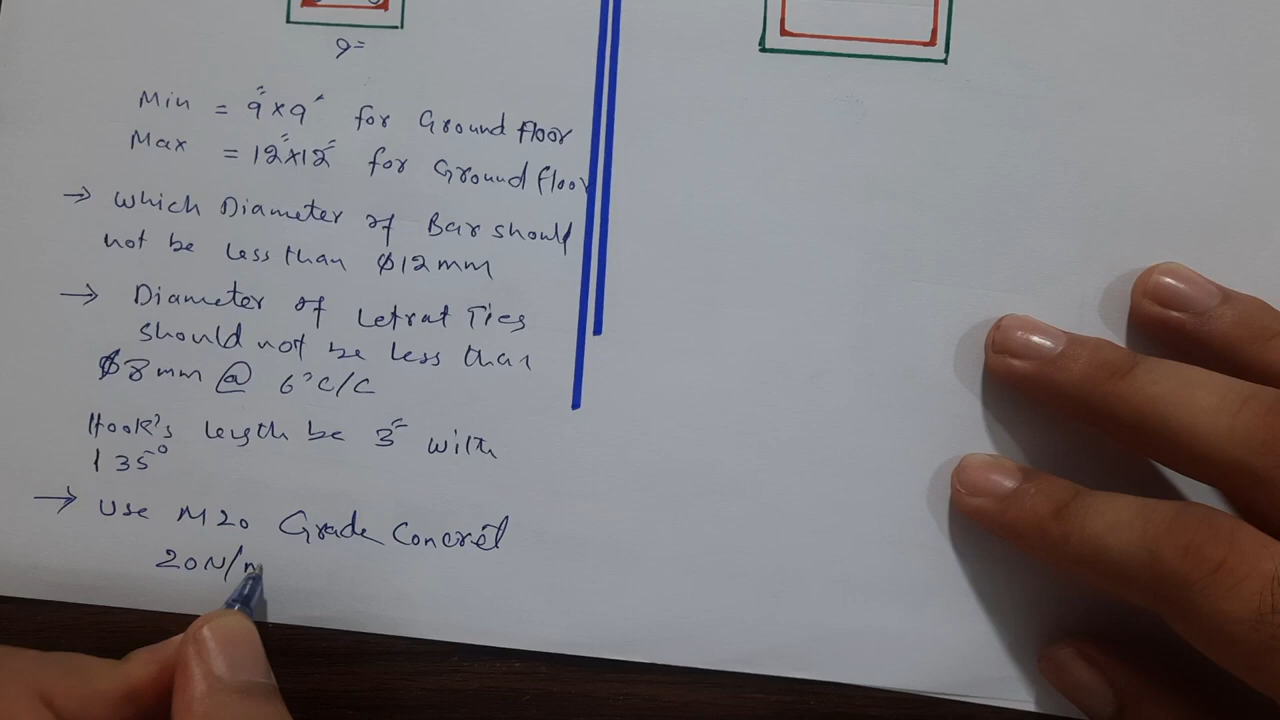 9=
Min = 9"x9" for Ground floor
Max = 12"x12" for Ground floor
→ which Diameter of Bar should
not be less than ϕ12mm
→ Diameter of Letrat Ties
should not be less than
ϕ8mm @ 6"C/C
Hook's length be 3" with
135°
→ Use M20 Grade Concret
20N/m